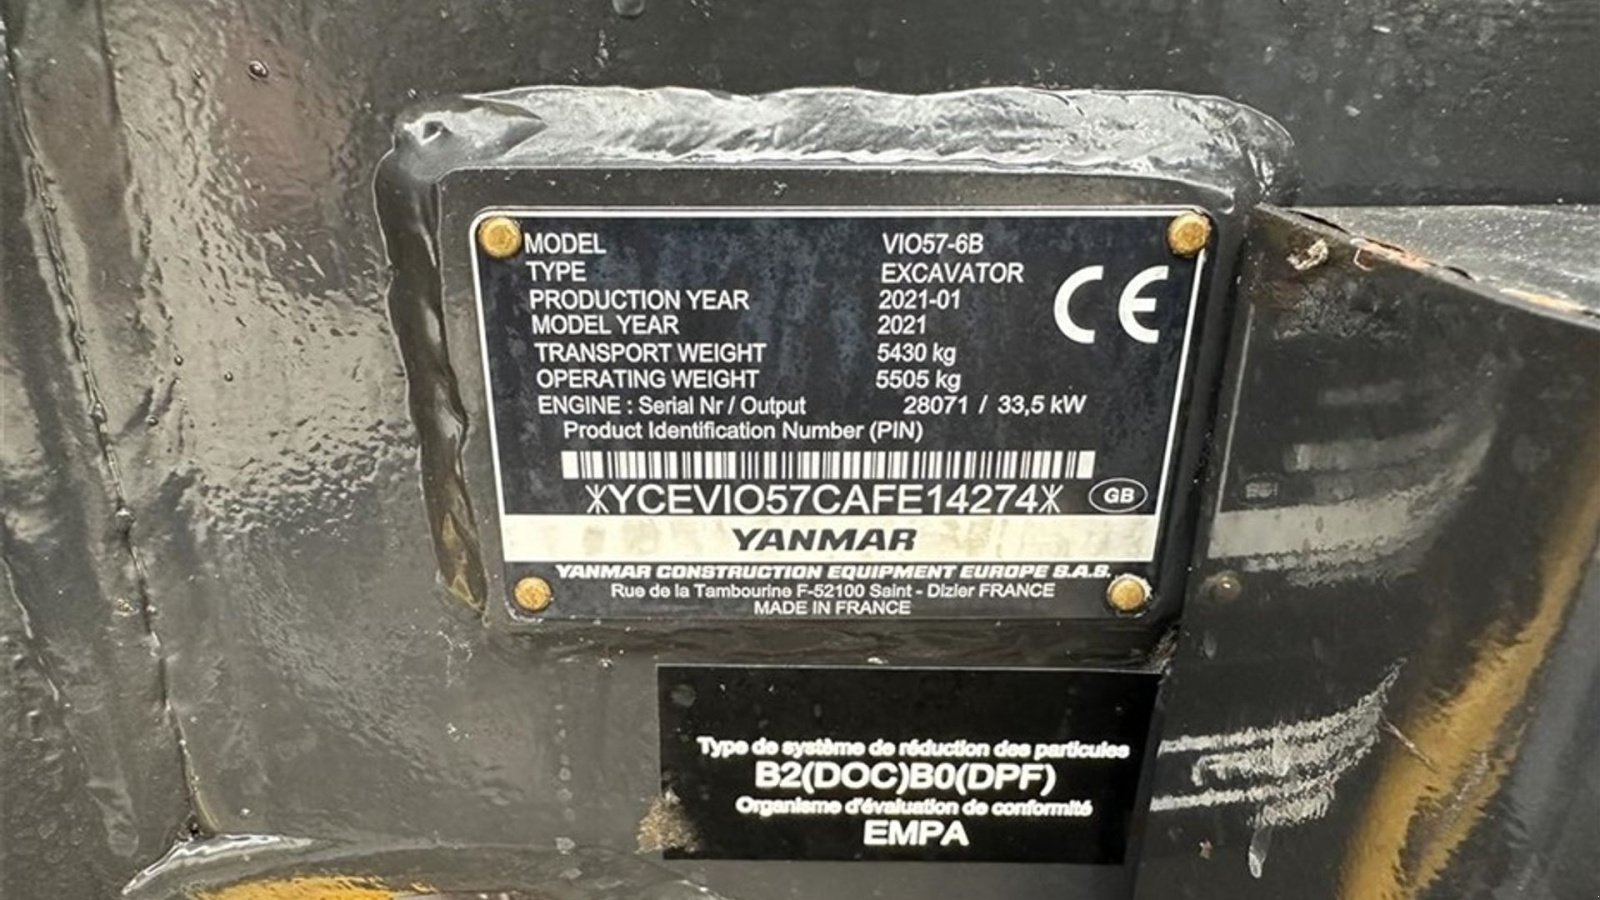 MODEL VIO57-6B
TYPE EXCAVATOR
PRODUCTION YEAR 2021-01
MODEL YEAR 2021
TRANSPORT WEIGHT 5430 kg
OPERATING WEIGHT 5505 kg
ENGINE : Serial Nr / Output 28071 / 33,5 kW
CE
Product Identification Number (PIN)
YCEVIO57CAFE14274 GB
YANMAR
YANMAR CONSTRUCTION EQUIPMENT EUROPE S.A.S.
Rue de la Tambourine F-52100 Saint - Dizier FRANCE
MADE IN FRANCE
Type de système de réduction des particules
B2(DOC)B0(DPF)
Organisme d'évaluation de conformité
EMPA